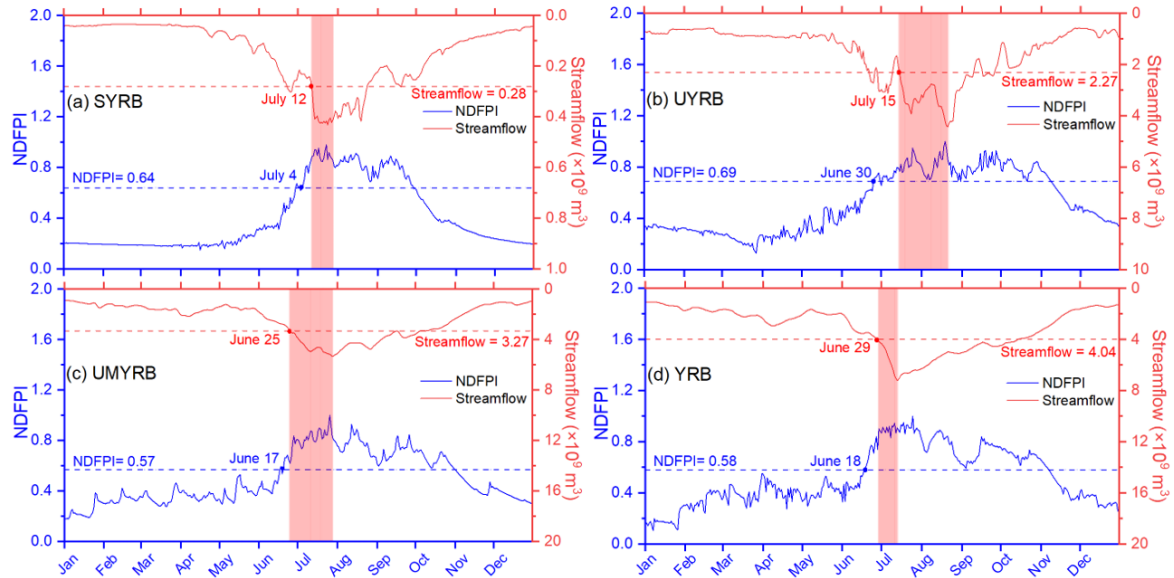 2.0
1.6
1.2
0.8
0.4
0.0
NDFPI
(a) SYRB
July 12
Streamflow = 0.28
NDFPI
Streamflow
NDFPI= 0.64
July 4
0.0
0.2
0.4
0.6
0.8
1.0
Streamflow (×10⁹ m³)
2.0
1.6
1.2
0.8
0.4
0.0
NDFPI
(b) UYRB
July 15
Streamflow = 2.27
NDFPI
Streamflow
NDFPI= 0.69
June 30
0
2
4
6
8
10
Streamflow (×10⁹ m³)
2.0
1.6
1.2
0.8
0.4
0.0
NDFPI
June 25
Streamflow = 3.27
(c) UMYRB
NDFPI
Streamflow
NDFPI= 0.57
June 17
0
4
8
12
16
20
Streamflow (×10⁹ m³)
Jan
Feb
Mar
Apr
May
Jun
Jul
Aug
Sep
Oct
Nov
Dec
2.0
1.6
1.2
0.8
0.4
0.0
NDFPI
June 29
Streamflow = 4.04
(d) YRB
NDFPI
Streamflow
NDFPI= 0.58
June 18
0
4
8
12
16
20
Streamflow (×10⁹ m³)
Jan
Feb
Mar
Apr
May
Jun
Jul
Aug
Sep
Oct
Nov
Dec